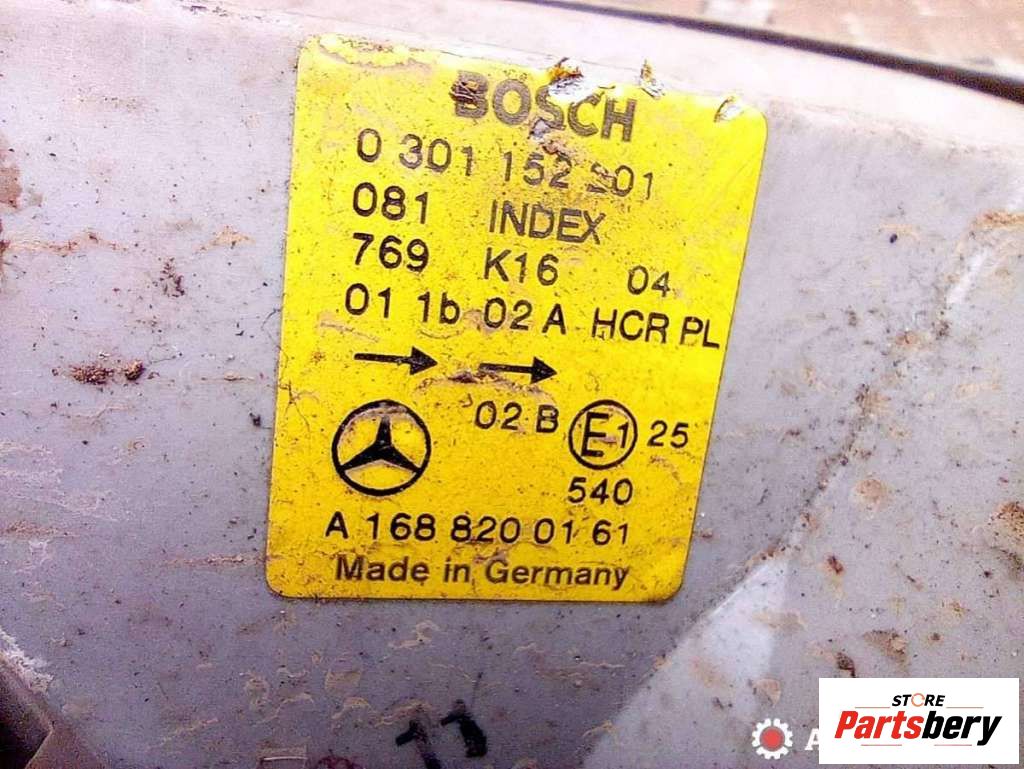 BOSCH
0 301 152
081 INDEX
769 K16 04
01 1b 02 A HCR PL
02 B E1 25
540
A 168 820 01 61
Made in Germany
11
STORE
Partsbery
A